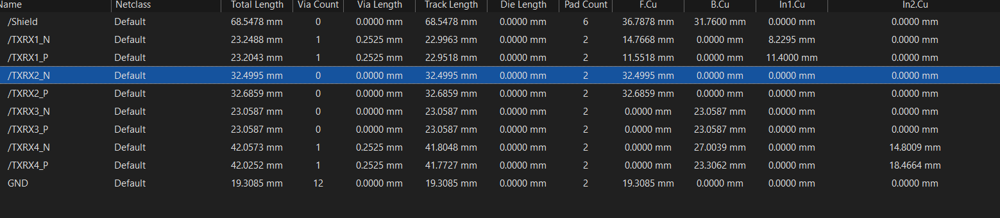 Name Netclass Total Length Via Count Via Length Track Length Die Length Pad Count F.Cu B.Cu In1.Cu In2.Cu
/Shield Default 68.5478 mm 0 0.0000 mm 68.5478 mm 0.0000 mm 6 36.7878 mm 31.7600 mm 0.0000 mm 0.0000 mm
/TXRX1_N Default 23.2488 mm 1 0.2525 mm 22.9963 mm 0.0000 mm 2 14.7668 mm 0.0000 mm 8.2295 mm 0.0000 mm
/TXRX1_P Default 23.2043 mm 1 0.2525 mm 22.9518 mm 0.0000 mm 2 11.5518 mm 0.0000 mm 11.4000 mm 0.0000 mm
/TXRX2_N Default 32.4995 mm 0 0.0000 mm 32.4995 mm 0.0000 mm 2 32.4995 mm 0.0000 mm 0.0000 mm 0.0000 mm
/TXRX2_P Default 32.6859 mm 0 0.0000 mm 32.6859 mm 0.0000 mm 2 32.6859 mm 0.0000 mm 0.0000 mm 0.0000 mm
/TXRX3_N Default 23.0587 mm 0 0.0000 mm 23.0587 mm 0.0000 mm 2 0.0000 mm 23.0587 mm 0.0000 mm 0.0000 mm
/TXRX3_P Default 23.0587 mm 0 0.0000 mm 23.0587 mm 0.0000 mm 2 0.0000 mm 23.0587 mm 0.0000 mm 0.0000 mm
/TXRX4_N Default 42.0573 mm 1 0.2525 mm 41.8048 mm 0.0000 mm 2 0.0000 mm 27.0039 mm 0.0000 mm 14.8009 mm
/TXRX4_P Default 42.0252 mm 1 0.2525 mm 41.7727 mm 0.0000 mm 2 0.0000 mm 23.3062 mm 0.0000 mm 18.4664 mm
GND Default 19.3085 mm 12 0.0000 mm 19.3085 mm 0.0000 mm 2 19.3085 mm 0.0000 mm 0.0000 mm 0.0000 mm